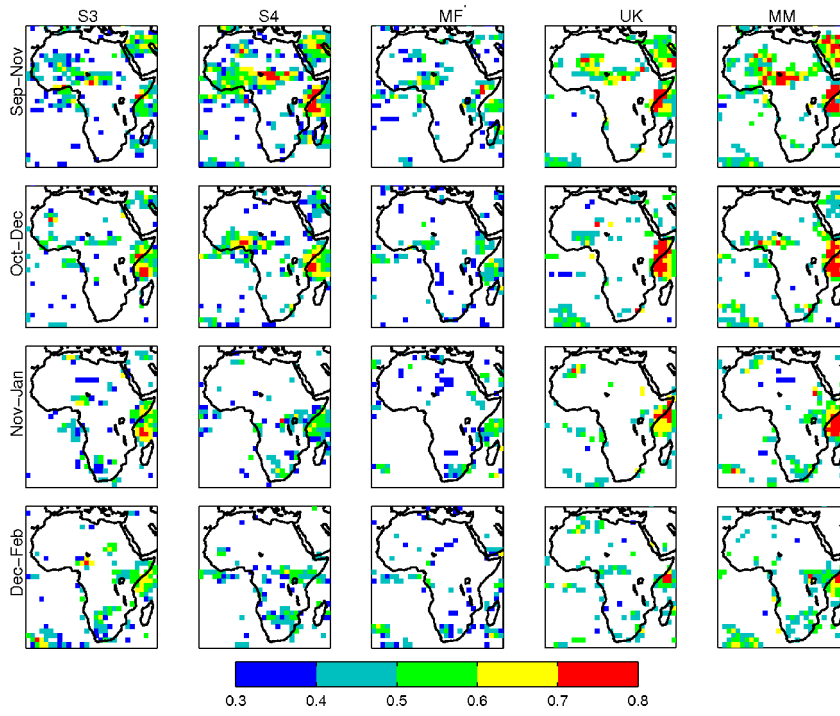 S3 S4 MF UK MM
Sep-Nov
Oct-Dec
Nov-Jan
Dec-Feb
0.3 0.4 0.5 0.6 0.7 0.8